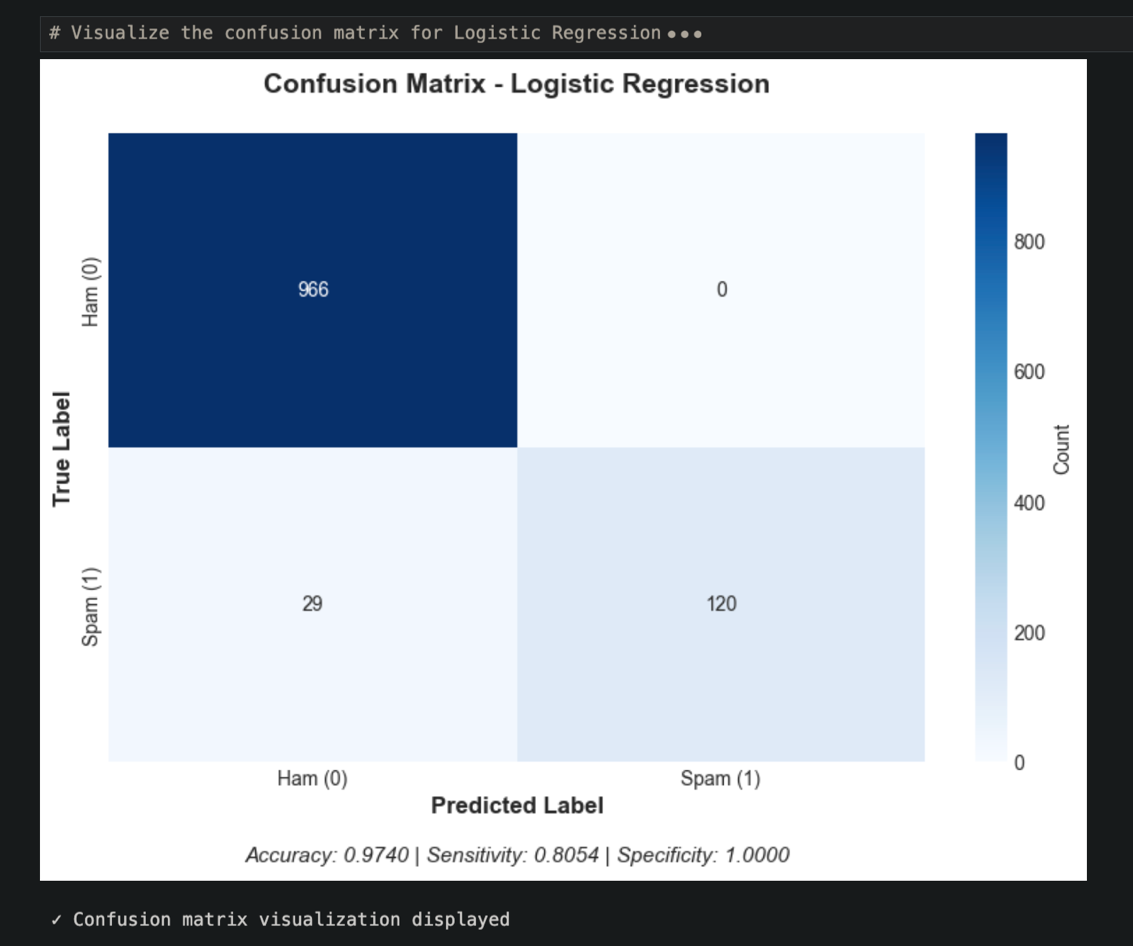 # Visualize the confusion matrix for Logistic Regression •••
Confusion Matrix - Logistic Regression
966
0
29
120
Ham (0)
Spam (1)
True Label
Ham (0)
Spam (1)
Predicted Label
800
600
400
200
0
Count
Accuracy: 0.9740 | Sensitivity: 0.8054 | Specificity: 1.0000
✓ Confusion matrix visualization displayed